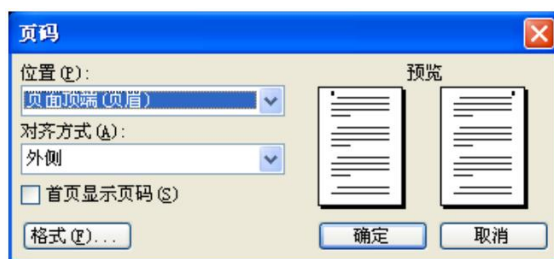 页码
位置(P):
页面顶端(页眉)
对齐方式(A):
外侧
首页显示页码(S)
格式(F)...
预览
确定
取消